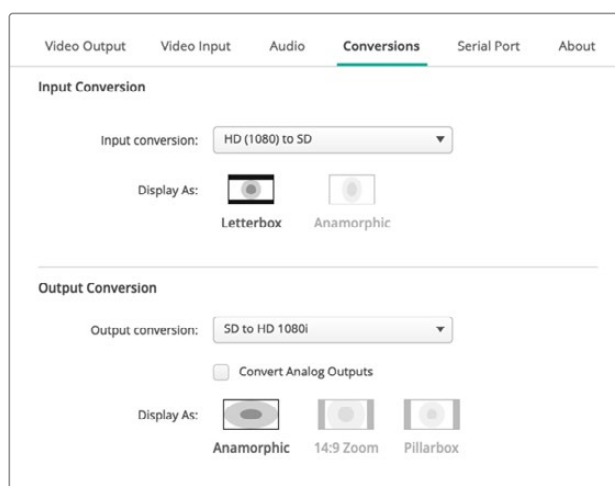 Video Output Video Input Audio Conversions Serial Port About
Input Conversion
Input conversion: HD (1080) to SD
Display As:
Letterbox Anamorphic
Output Conversion
Output conversion: SD to HD 1080i
Convert Analog Outputs
Display As:
Anamorphic 14:9 Zoom Pillarbox